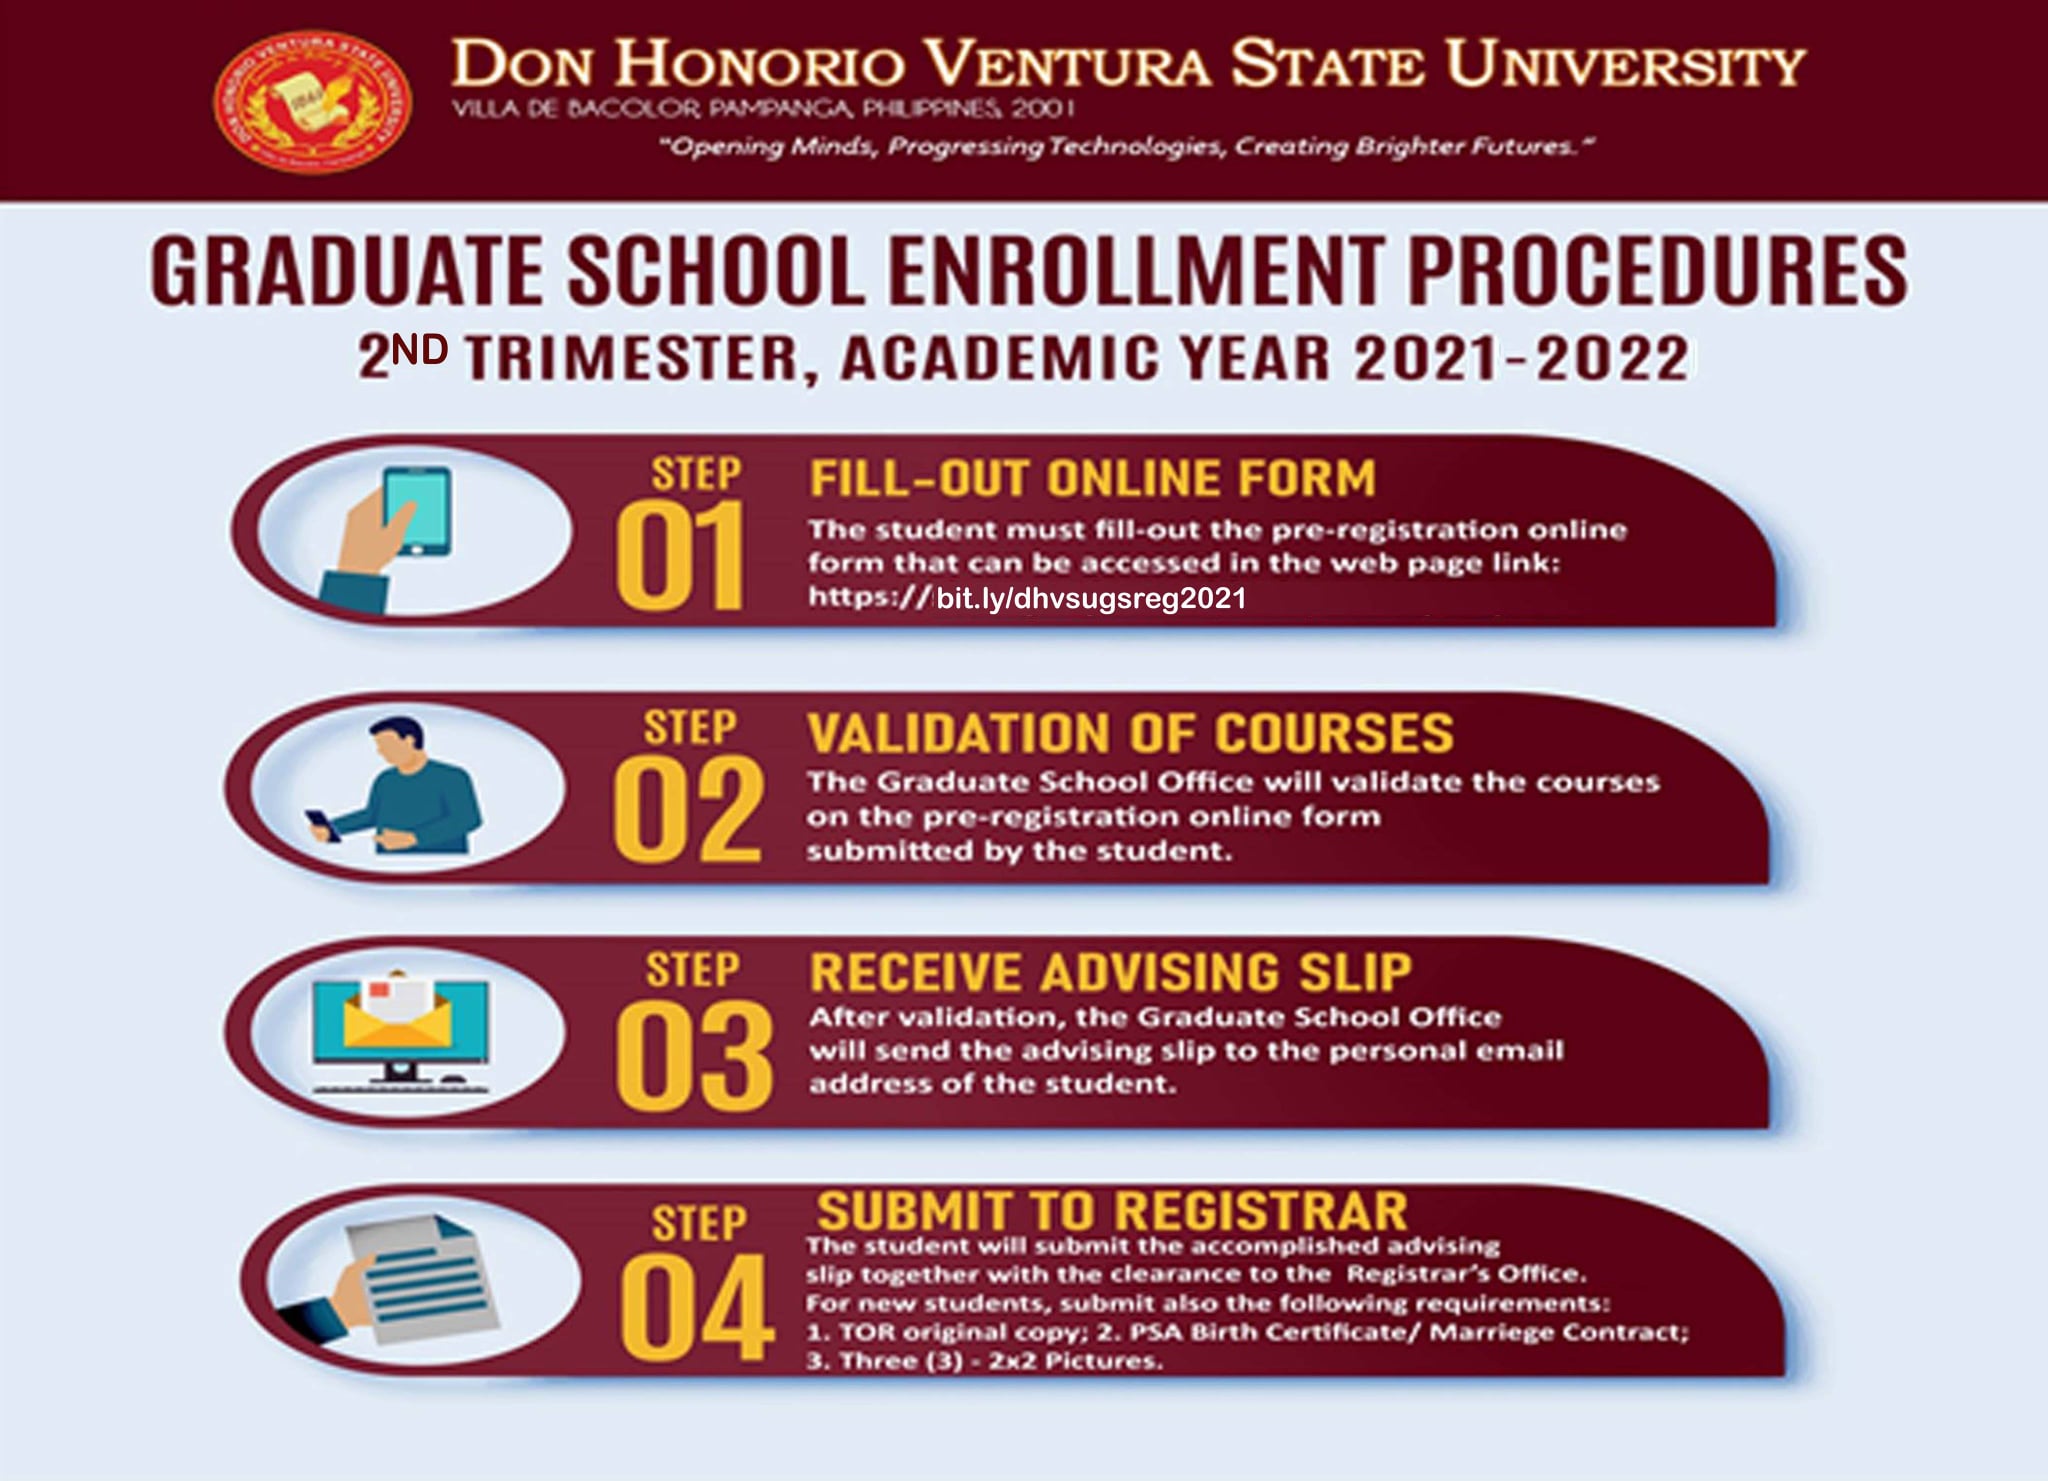 DON HONORIO VENTURA STATE UNIVERSITY
VILLA DE BACOLOR, PAMPANGA, PHILIPPINES, 2001
"Opening Minds, Progressing Technologies, Creating Brighter Futures."
DON HONORIO VENTURA STATE UNIVERSITY
1861
GRADUATE SCHOOL ENROLLMENT PROCEDURES
2ND TRIMESTER, ACADEMIC YEAR 2021-2022
STEP
01
FILL-OUT ONLINE FORM
The student must fill-out the pre-registration online
form that can be accessed in the web page link:
https://bit.ly/dhvsugsreg2021
STEP
02
VALIDATION OF COURSES
The Graduate School Office will validate the courses
on the pre-registration online form
submitted by the student.
STEP
03
RECEIVE ADVISING SLIP
After validation, the Graduate School Office
will send the advising slip to the personal email
address of the student.
STEP
04
SUBMIT TO REGISTRAR
The student will submit the accomplished advising
slip together with the clearance to the Registrar's Office.
For new students, submit also the following requirements:
1. TOR original copy; 2. PSA Birth Certificate/ Marriege Contract;
3. Three (3) - 2x2 Pictures.